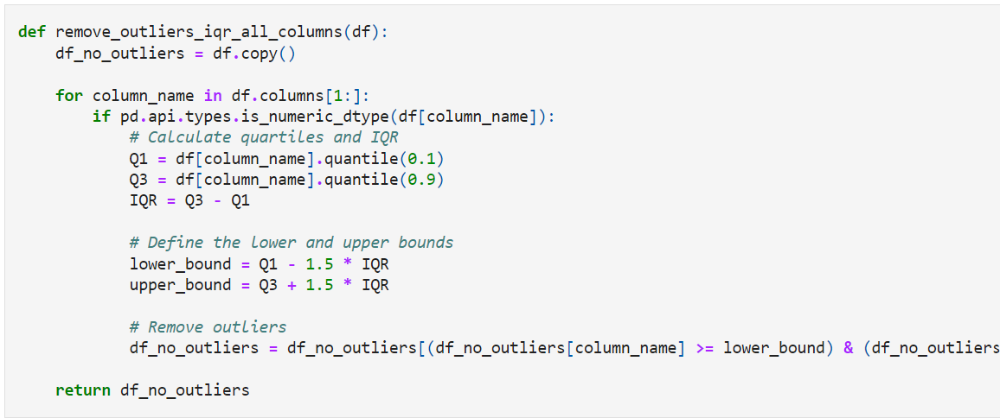 def remove_outliers_iqr_all_columns(df):
    df_no_outliers = df.copy()
    for column_name in df.columns[1:]:
        if pd.api.types.is_numeric_dtype(df[column_name]):
            # Calculate quartiles and IQR
            Q1 = df[column_name].quantile(0.1)
            Q3 = df[column_name].quantile(0.9)
            IQR = Q3 - Q1
            # Define the lower and upper bounds
            lower_bound = Q1 - 1.5 * IQR
            upper_bound = Q3 + 1.5 * IQR
            # Remove outliers
            df_no_outliers = df_no_outliers[(df_no_outliers[column_name] >= lower_bound) & (df_no_outliers
    return df_no_outliers